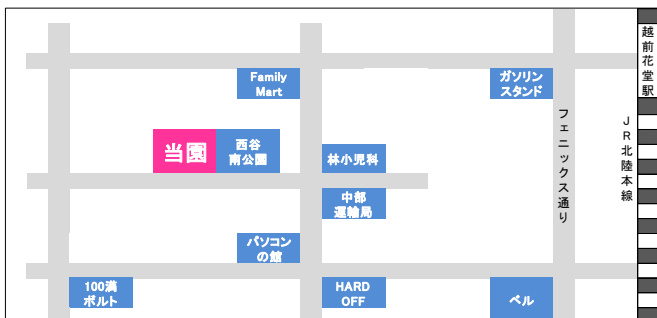 Family
Mart
ガソリン
スタンド
越前花堂駅
当園
西谷
南公園
林小児科
フェニックス通り
JR北陸本線
中部
運輸局
パソコン
の館
100満
ボルト
HARD
OFF
ベル